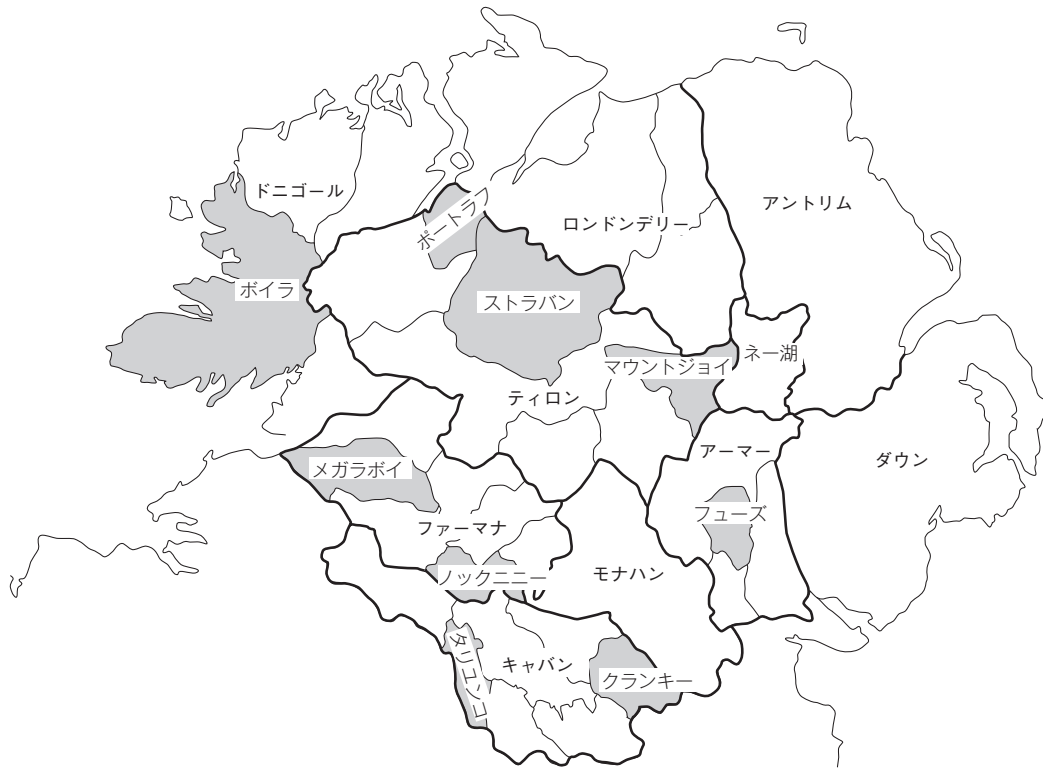 ドニゴール
アントリム
ポートラ
ロンドンデリー
ボイラ
ストラバン
ネー湖
マウントジョイ
ティロン
アーマー
ダウン
メガラボイ
フューズ
ファーマナ
モナハン
ノックニニー
キャバン
タリユンコ
クランキー